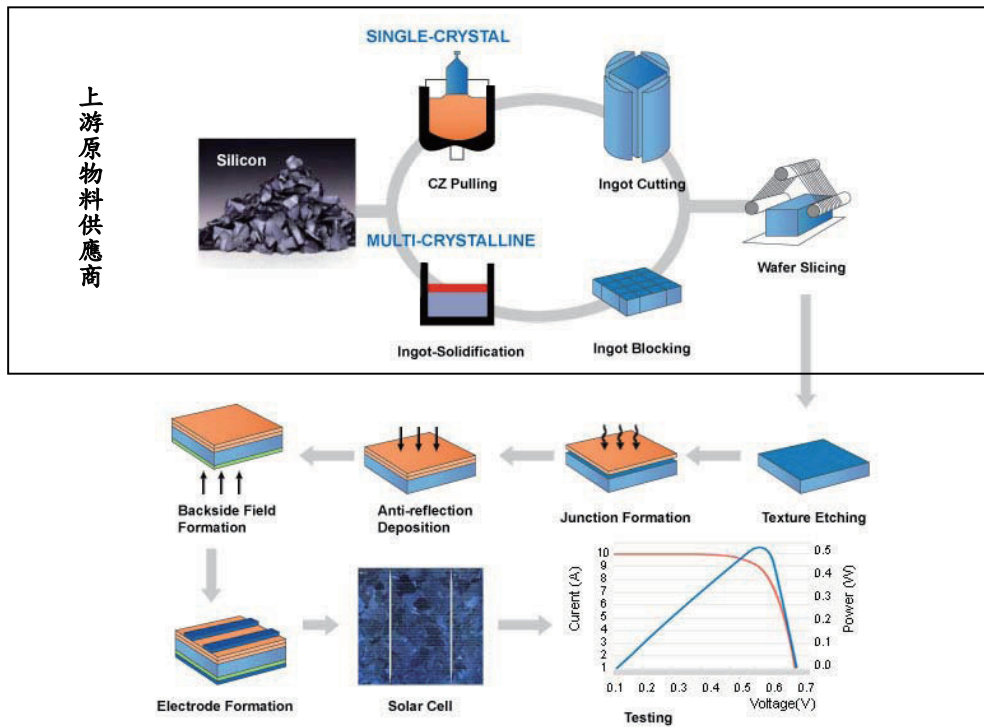 上游原物料供應商
SINGLE-CRYSTAL
Silicon
CZ Pulling
Ingot Cutting
MULTI-CRYSTALLINE
Wafer Slicing
Ingot-Solidification
Ingot Blocking
Backside Field
Formation
Anti-reflection
Deposition
Junction Formation
Texture Etching
Electrode Formation
Solar Cell
Curent (A)
10
9
8
7
6
5
4
3
2
1
0.5
0.4
0.3
0.2
0.1
0.0
Power (W)
0.1 0.2 0.3 0.4 0.5 0.6 0.7
Voltage(V)
Testing